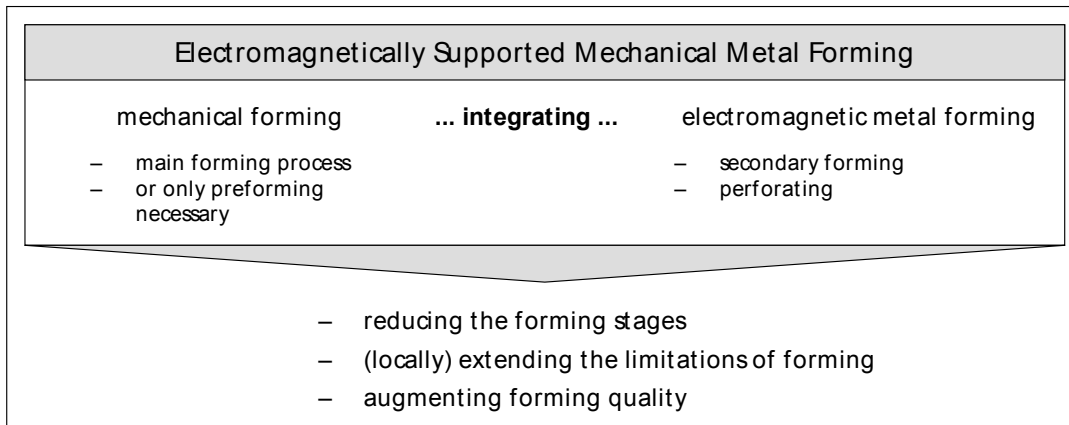 Electromagnetically Supported Mechanical Metal Forming
mechanical forming ... integrating ... electromagnetic metal forming
– main forming process – secondary forming
– or only preforming – perforating
necessary
– reducing the forming stages
– (locally) extending the limitations of forming
– augmenting forming quality